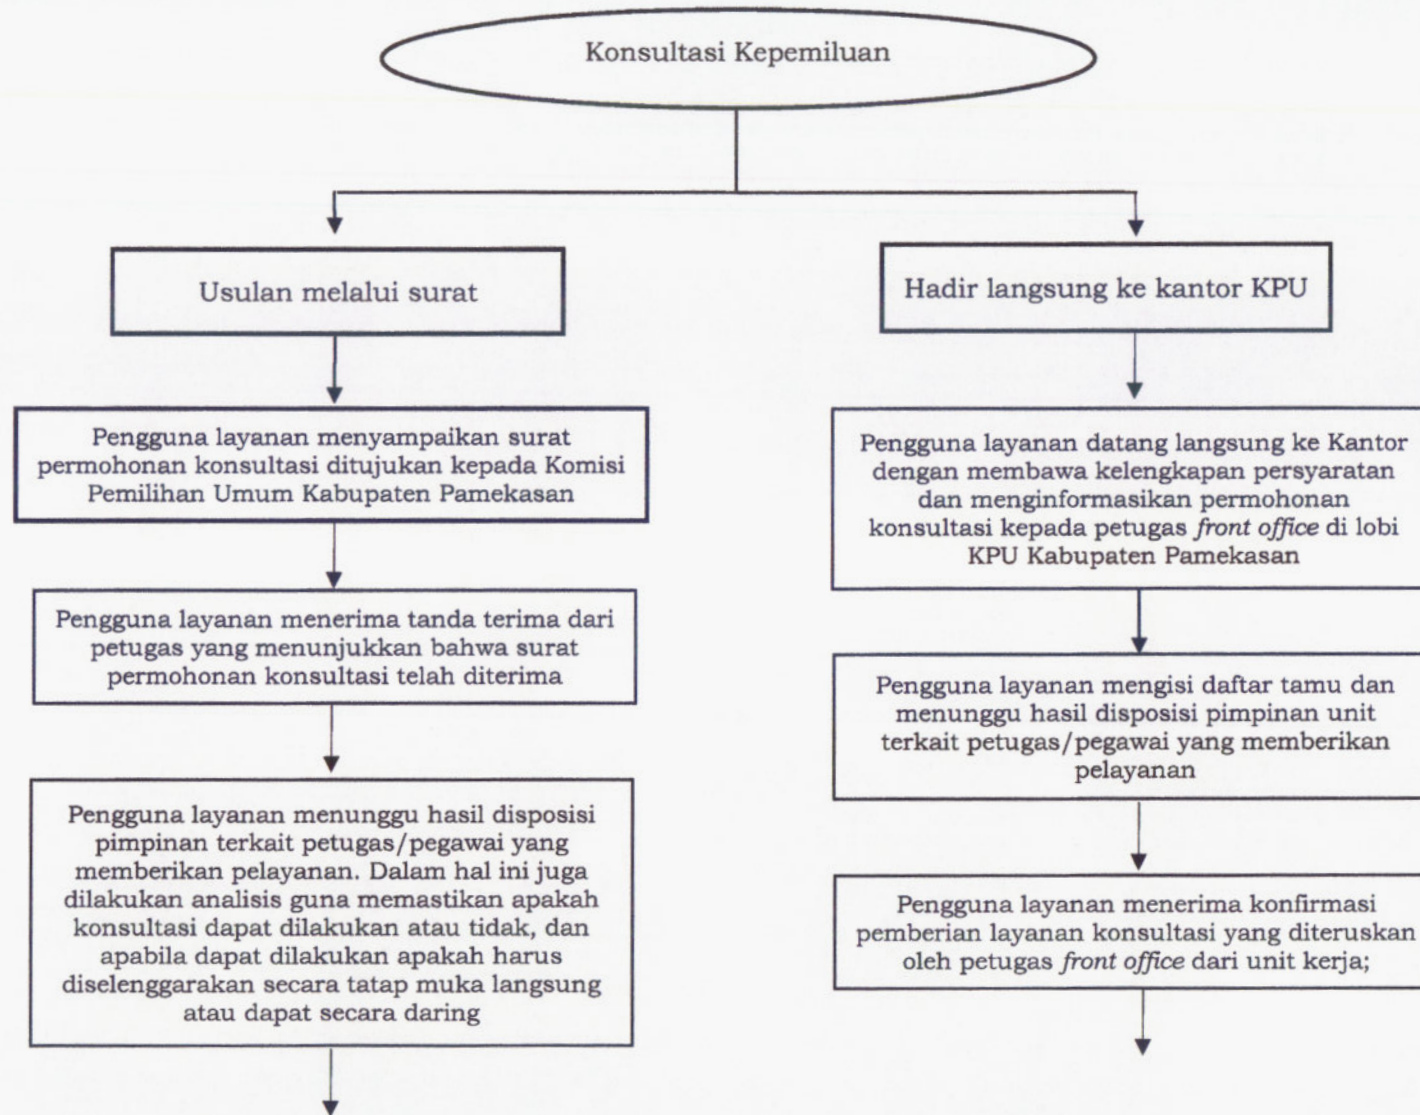 Konsultasi Kepemiluan
Usulan melalui surat
Pengguna layanan menyampaikan surat
permohonan konsultasi ditujukan kepada Komisi
Pemilihan Umum Kabupaten Pamekasan
Pengguna layanan menerima tanda terima dari
petugas yang menunjukkan bahwa surat
permohonan konsultasi telah diterima
Pengguna layanan menunggu hasil disposisi
pimpinan terkait petugas/pegawai yang
memberikan pelayanan. Dalam hal ini juga
dilakukan analisis guna memastikan apakah
konsultasi dapat dilakukan atau tidak, dan
apabila dapat dilakukan apakah harus
diselenggarakan secara tatap muka langsung
atau dapat secara daring
Hadir langsung ke kantor KPU
Pengguna layanan datang langsung ke Kantor
dengan membawa kelengkapan persyaratan
dan menginformasikan permohonan
konsultasi kepada petugas front office di lobi
KPU Kabupaten Pamekasan
Pengguna layanan mengisi daftar tamu dan
menunggu hasil disposisi pimpinan unit
terkait petugas/pegawai yang memberikan
pelayanan
Pengguna layanan menerima konfirmasi
pemberian layanan konsultasi yang diteruskan
oleh petugas front office dari unit kerja;